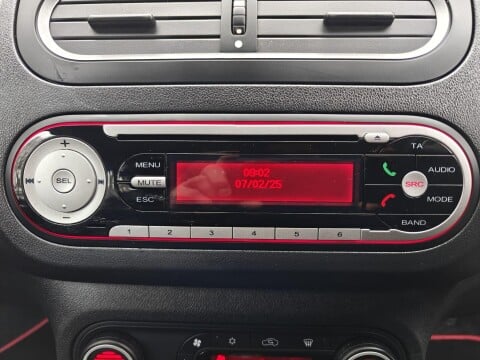 TA
MENU
AUDIO
08:02
SEL
MUTE
SRC
07/02/25
ESC
MODE
BAND
1 2 3 4 5 6